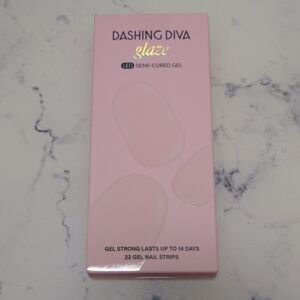 DASHING DIVA
glaze
LED SEMI-CURED GEL
GEL STRONG LASTS UP TO 14 DAYS
22 GEL NAIL STRIPS